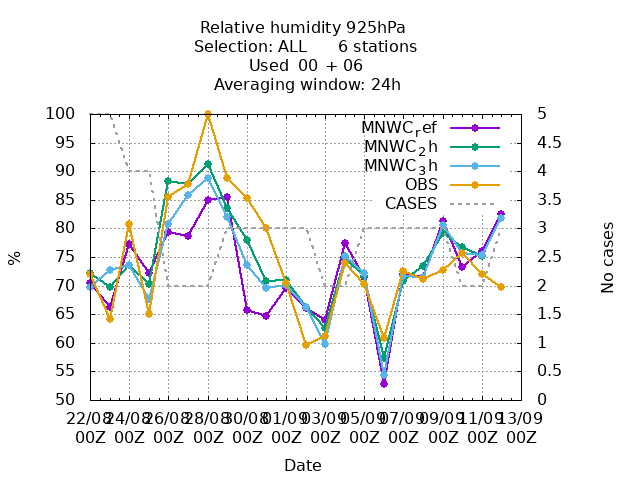 Relative humidity 925hPa
Selection: ALL 6 stations
Used 00 + 06
Averaging window: 24h
MNWCref
MNWC2h
MNWC3h
OBS
CASES
100
95
90
85
80
75
70
65
60
55
50
%
5
4.5
4
3.5
3
2.5
2
1.5
1
0.5
0
No cases
22/08 24/08 26/08 28/08 30/08 01/09 03/09 05/09 07/09 09/09 11/09 13/09
00Z 00Z 00Z 00Z 00Z 00Z 00Z 00Z 00Z 00Z 00Z 00Z
Date